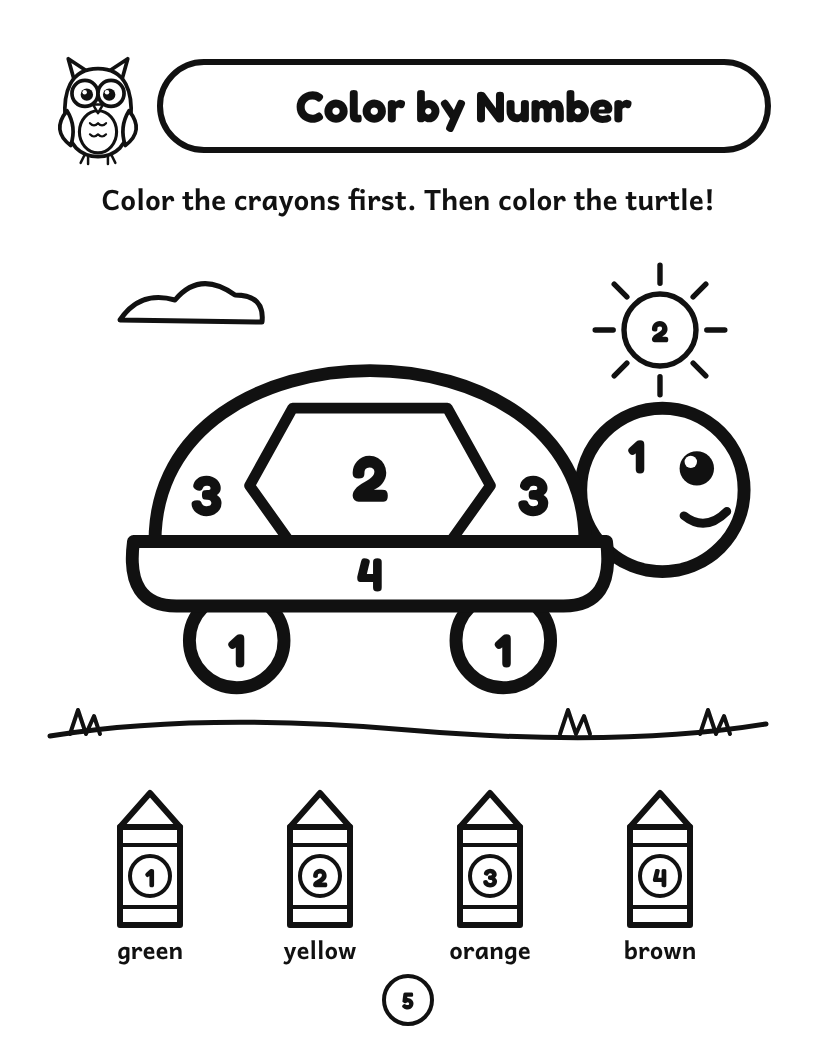 Color by Number
Color the crayons first. Then color the turtle!
2
1
3
2
3
4
1
1
1
2
3
4
green
yellow
orange
brown
5